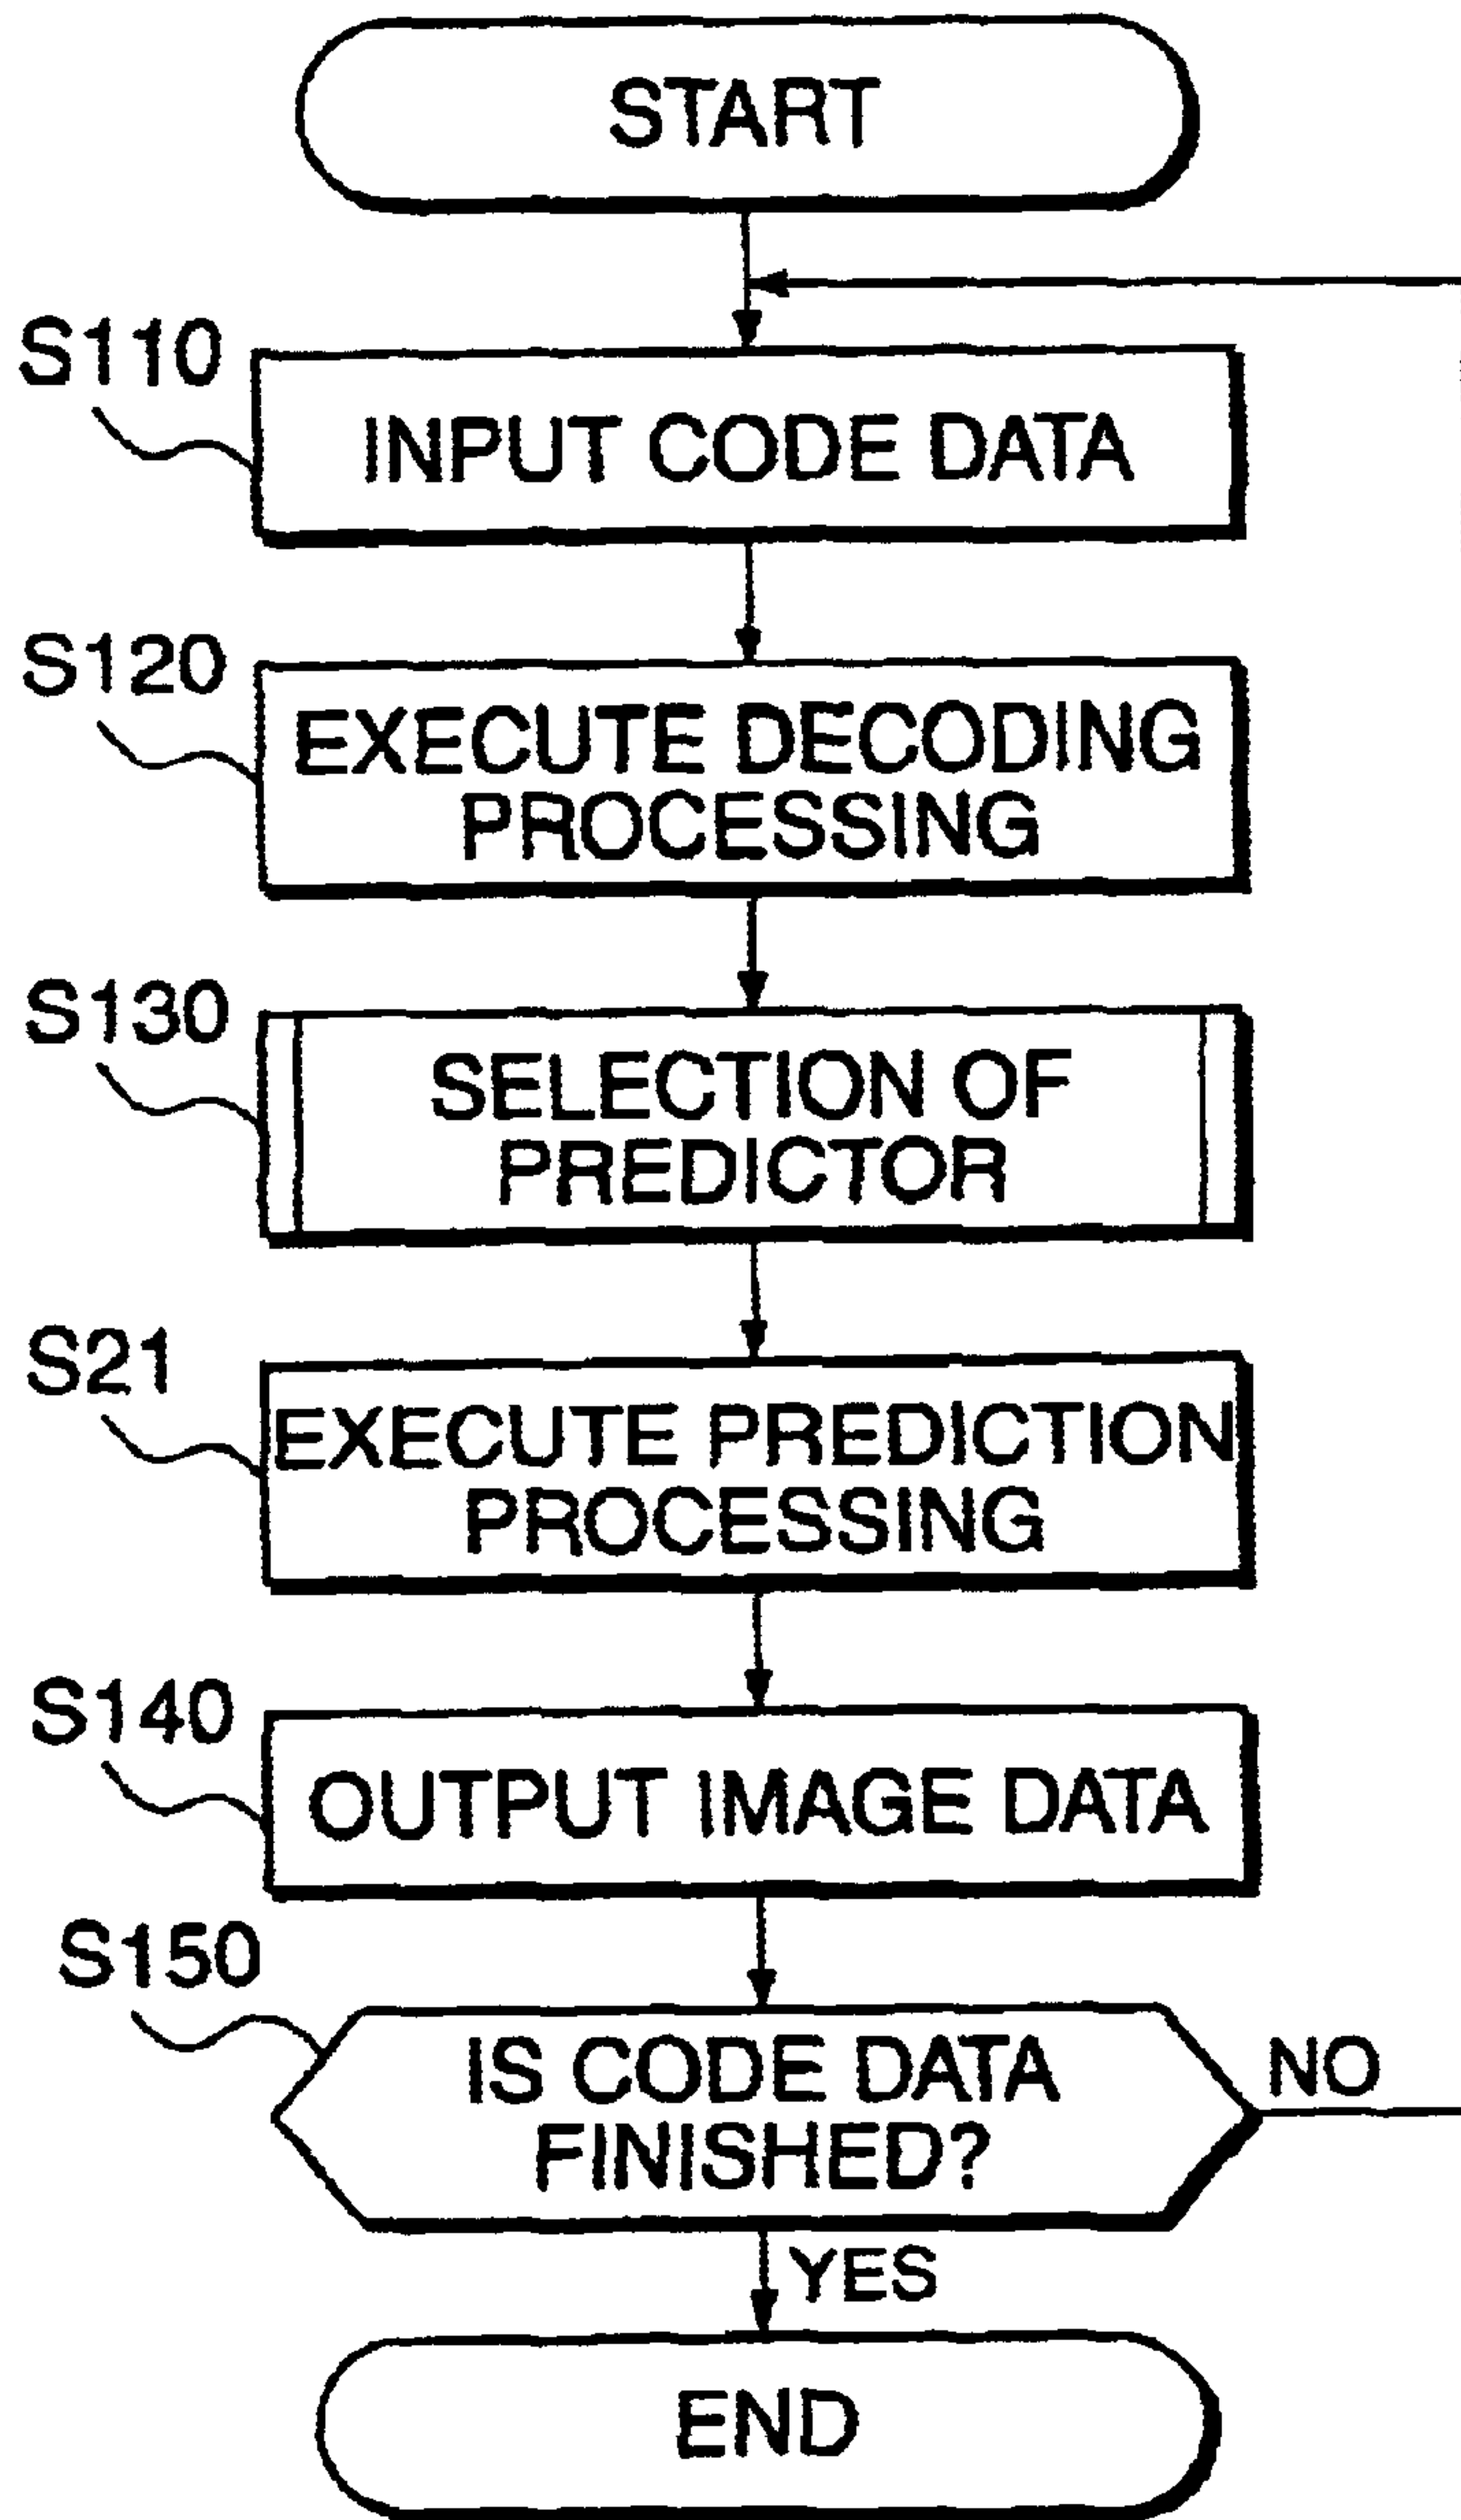 START
S110
INPUT CODE DATA
S120
EXECUTE DECODING
PROCESSING
S130
SELECTION OF
PREDICTOR
S21
EXECUTE PREDICTION
PROCESSING
S140
OUTPUT IMAGE DATA
S150
IS CODE DATA
FINISHED?
NO
YES
END